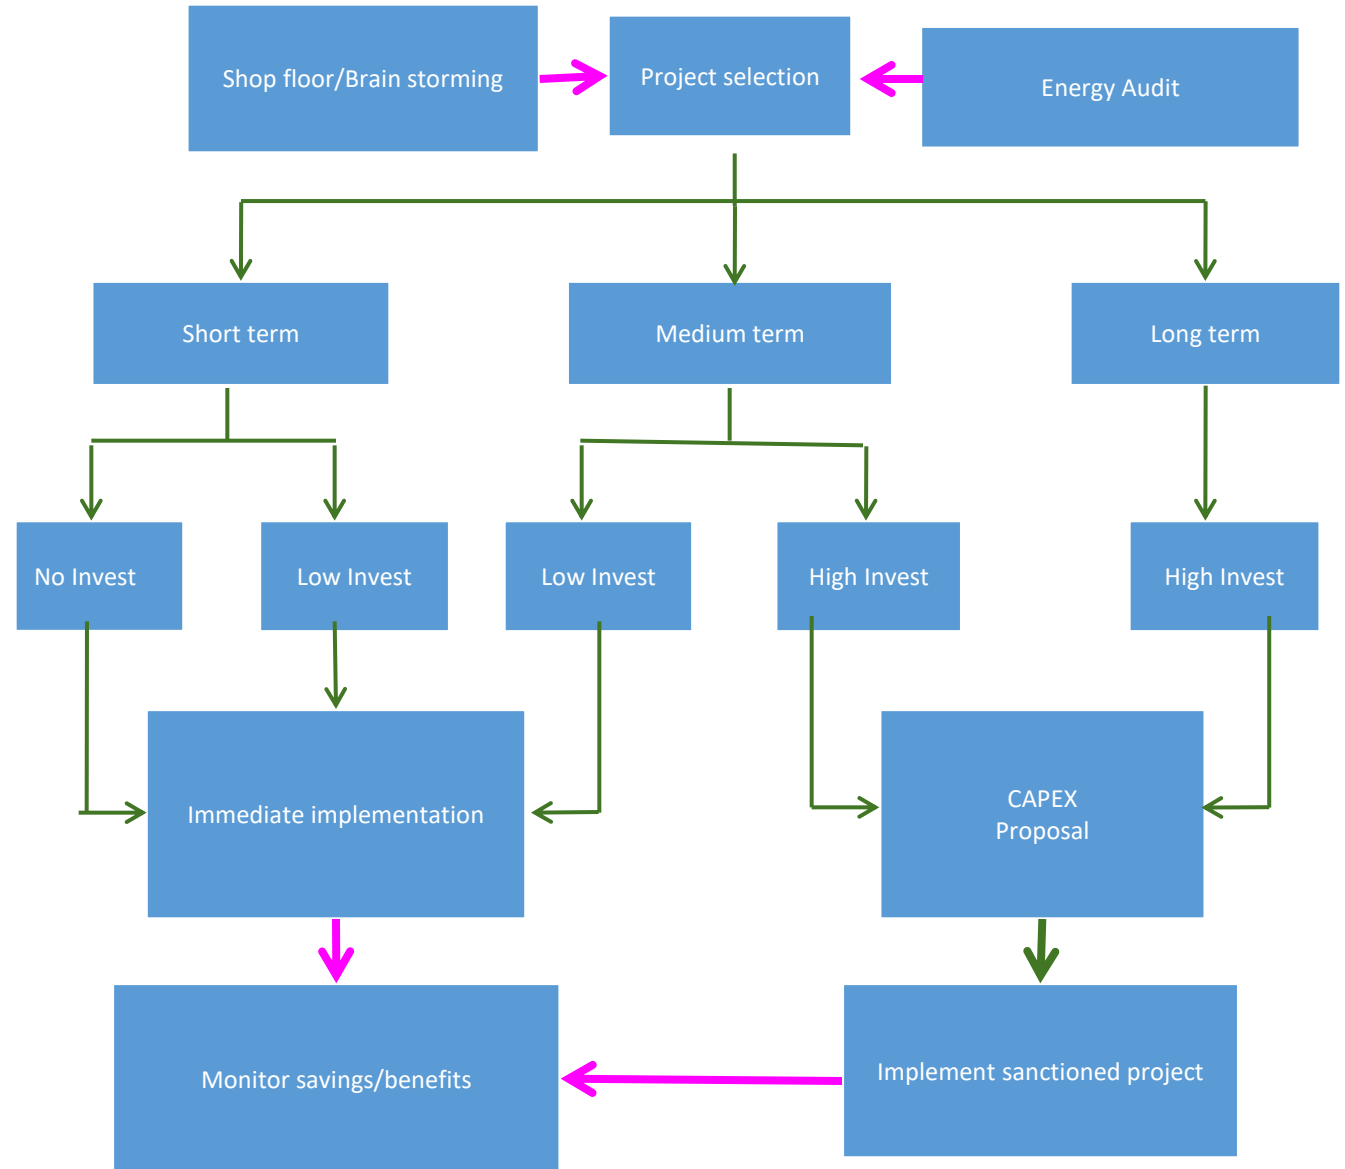 Shop floor/Brain storming
Project selection
Energy Audit
Short term
Medium term
Long term
No Invest
Low Invest
Low Invest
High Invest
High Invest
Immediate implementation
CAPEX
Proposal
Monitor savings/benefits
Implement sanctioned project